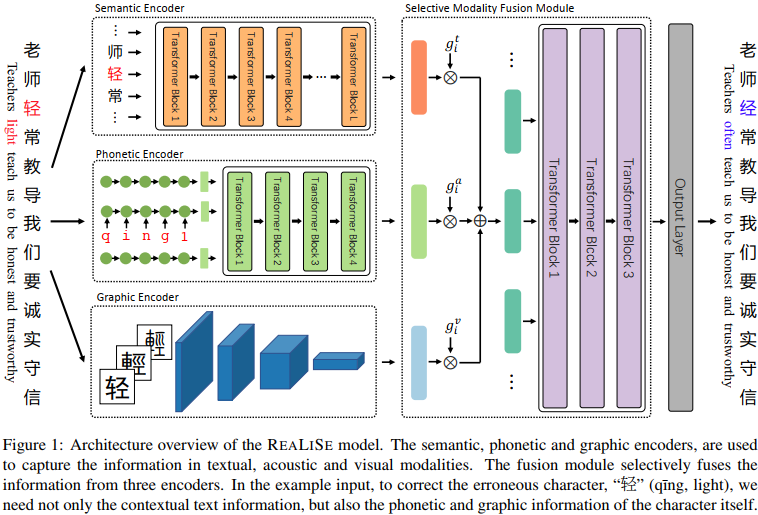 老师轻常教导我们要诚实守信
Teachers light teach us to be honest and trustworthy
Semantic Encoder
⋮
师
轻
常
⋮
Transformer Block 1
Transformer Block 2
Transformer Block 3
Transformer Block 4
...
Transformer Block L
Phonetic Encoder
q i n g 1
Transformer Block 1
Transformer Block 2
Transformer Block 3
Transformer Block 4
Graphic Encoder
輕
輕
轻
Selective Modality Fusion Module
g_i^t
⊗
g_i^a
⊗
⊕
g_i^v
⊗
⋮
⋮
Transformer Block 1
Transformer Block 2
Transformer Block 3
Output Layer
老师经常教导我们要诚实守信
Teachers often teach us to be honest and trustworthy
Figure 1: Architecture overview of the REALISE model. The semantic, phonetic and graphic encoders, are used
to capture the information in textual, acoustic and visual modalities. The fusion module selectively fuses the
information from three encoders. In the example input, to correct the erroneous character, “轻” (qīng, light), we
need not only the contextual text information, but also the phonetic and graphic information of the character itself.